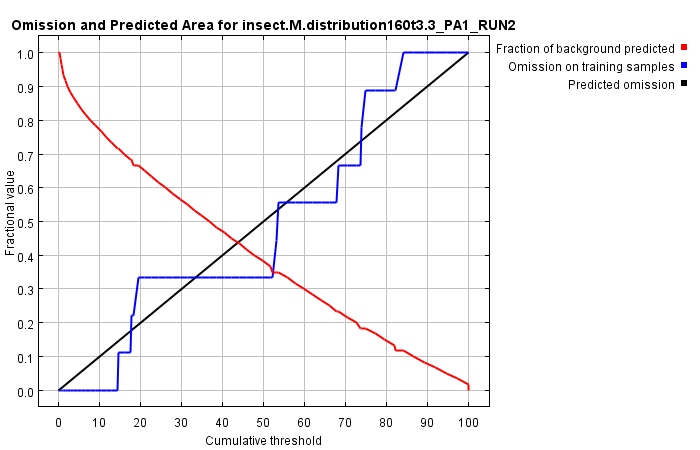 Omission and Predicted Area for insect.M.distribution160t3.3_PA1_RUN2
Fraction of background predicted
Omission on training samples
Predicted omission
Fractional value
1.0
0.9
0.8
0.7
0.6
0.5
0.4
0.3
0.2
0.1
0.0
0 10 20 30 40 50 60 70 80 90 100
Cumulative threshold